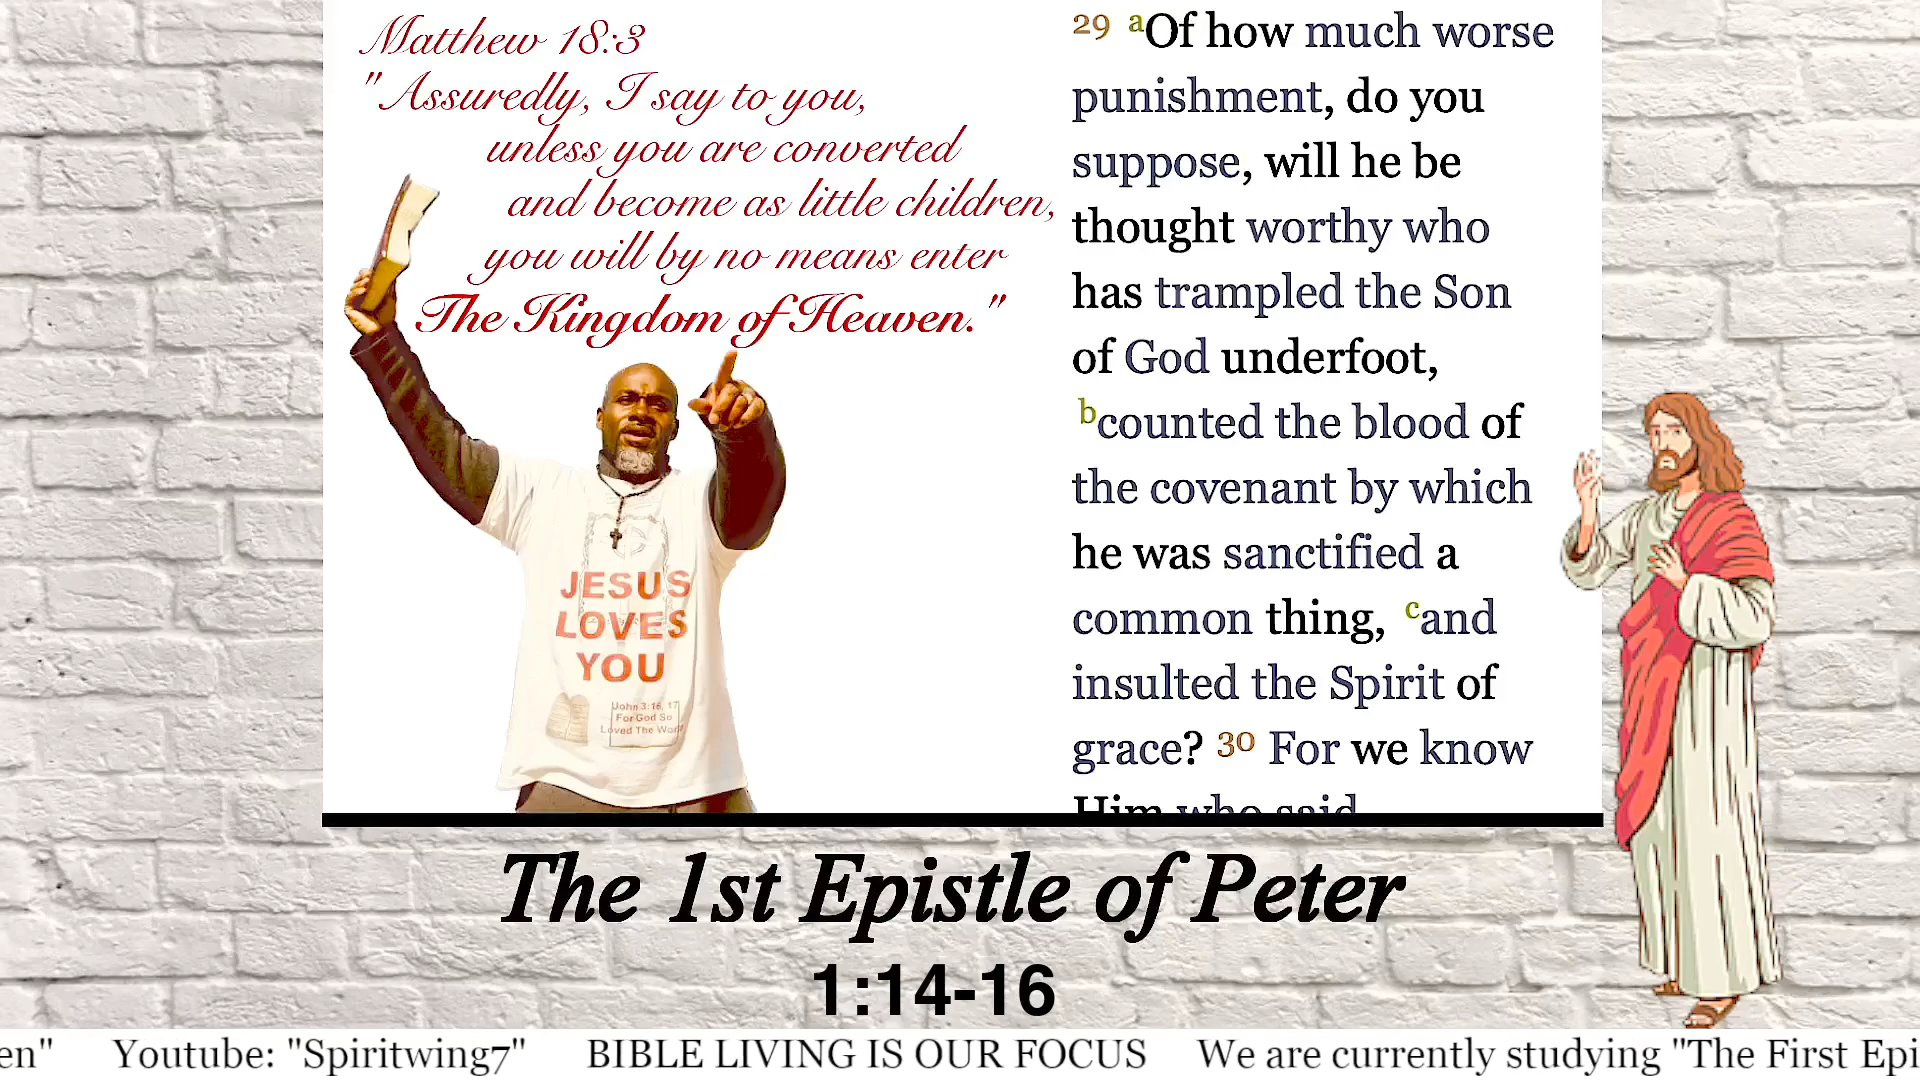 Matthew 18:3
"Assuredly, I say to you,
unless you are converted
and become as little children,
you will by no means enter
The Kingdom of Heaven."
JESUS
LOVES
YOU
John 3:16, 17
For God So
Loved The World
29 aOf how much worse
punishment, do you
suppose, will he be
thought worthy who
has trampled the Son
of God underfoot,
bcounted the blood of
the covenant by which
he was sanctified a
common thing, cand
insulted the Spirit of
grace? 30 For we know
Him who said,
The 1st Epistle of Peter
1:14-16
en" Youtube: "Spiritwing7" BIBLE LIVING IS OUR FOCUS We are currently studying "The First Epi